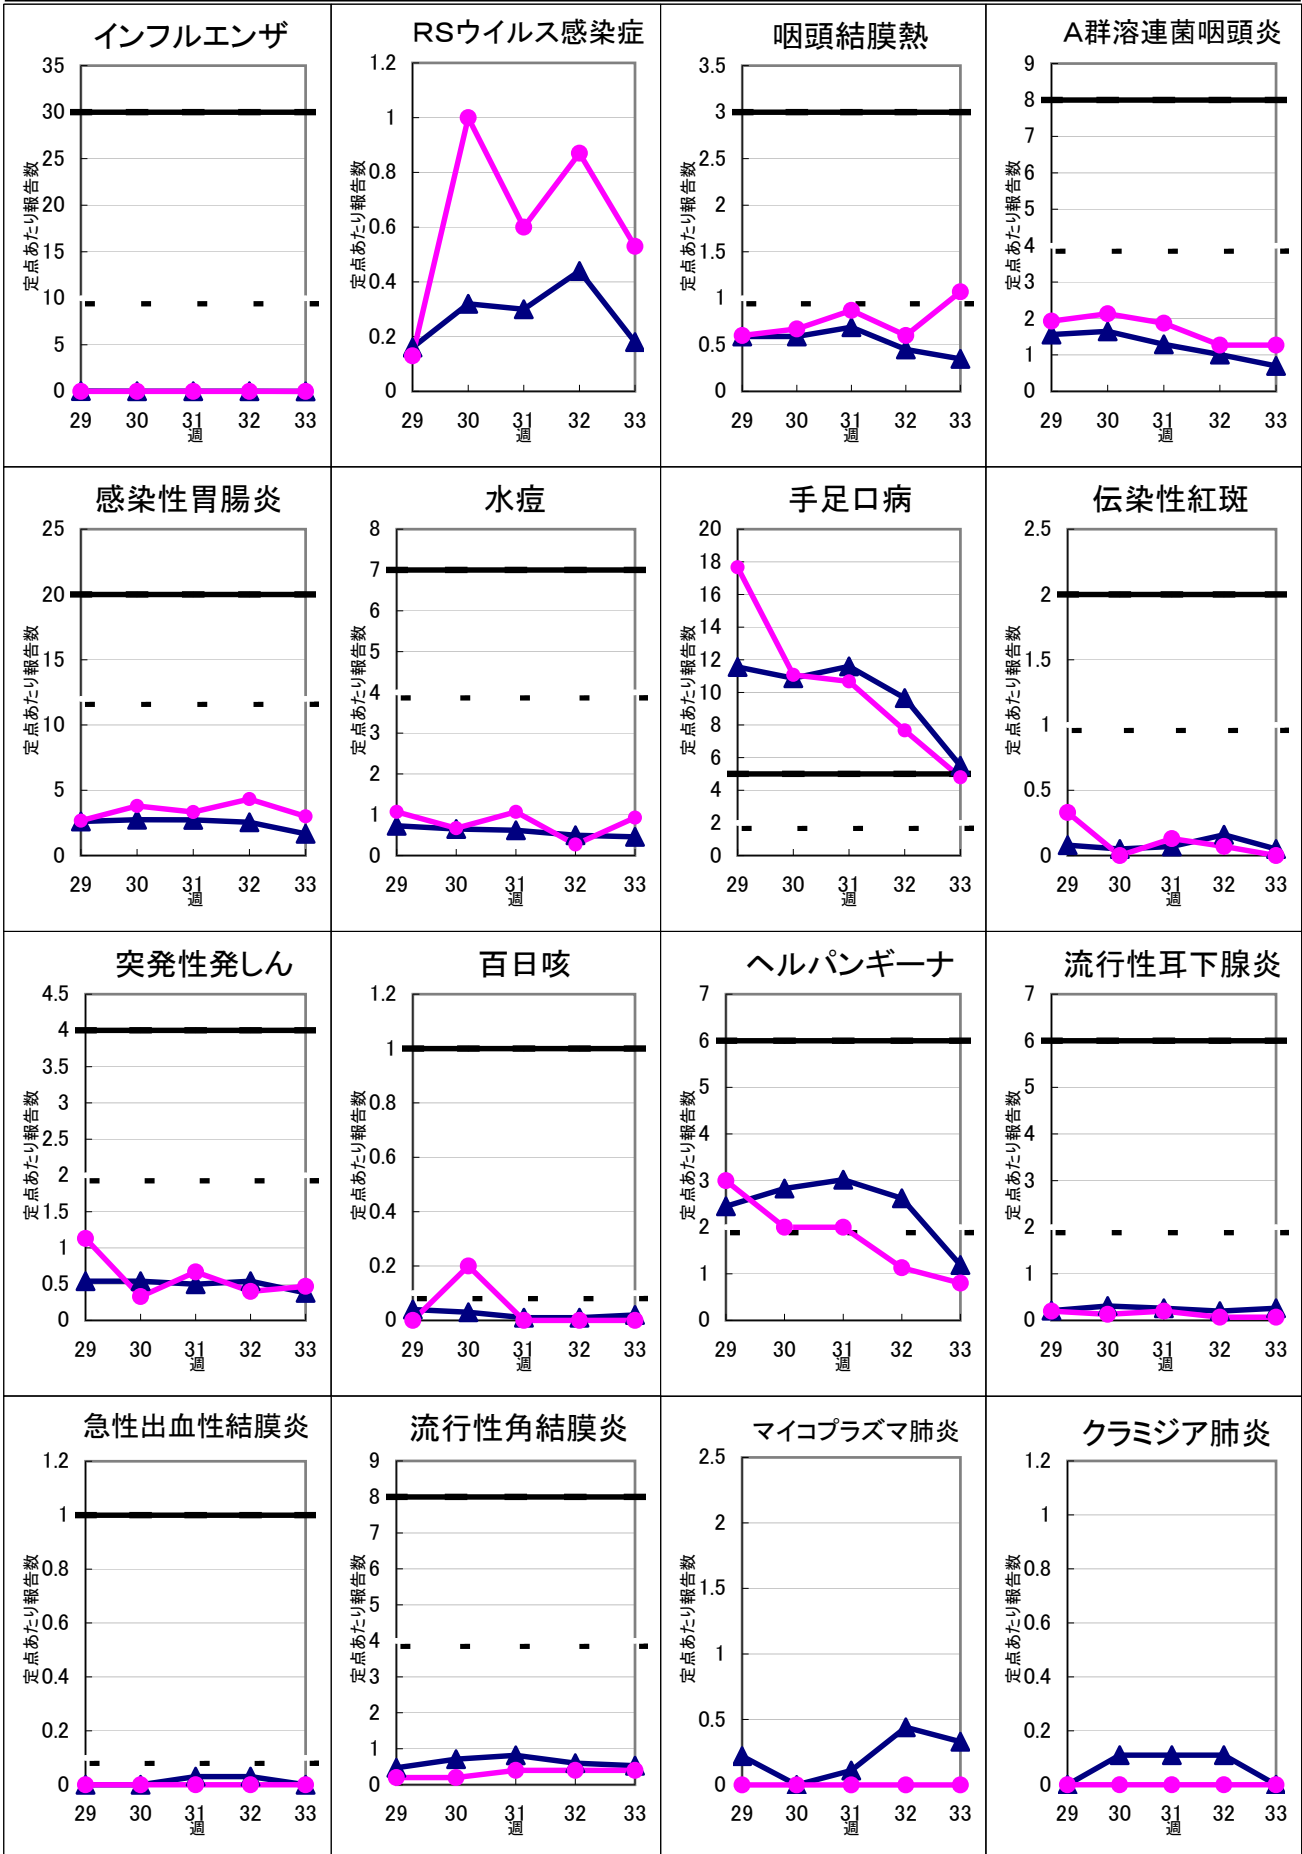 インフルエンザ
定点あたり報告数
35
30
25
20
15
10
5
0
29 30 31 32 33
週
RSウイルス感染症
1.2
1
0.8
0.6
0.4
0.2
0
29 30 31 32 33
週
咽頭結膜熱
定点あたり報告数
3.5
3
2.5
2
1.5
1
0.5
0
29 30 31 32 33
週
A群溶連菌咽頭炎
定点あたり報告数
9
8
7
6
5
4
3
2
1
0
29 30 31 32 33
週
感染性胃腸炎
定点あたり報告数
25
20
15
10
5
0
29 30 31 32 33
週
水痘
定点あたり報告数
8
7
6
5
4
3
2
1
0
29 30 31 32 33
週
手足口病
定点あたり報告数
20
18
16
14
12
10
8
6
4
2
0
29 30 31 32 33
週
伝染性紅斑
定点あたり報告数
2.5
2
1.5
1
0.5
0
29 30 31 32 33
週
突発性発しん
定点あたり報告数
4.5
4
3.5
3
2.5
2
1.5
1
0.5
0
29 30 31 32 33
週
百日咳
定点あたり報告数
1.2
1
0.8
0.6
0.4
0.2
0
29 30 31 32 33
週
ヘルパンギーナ
定点あたり報告数
7
6
5
4
3
2
1
0
29 30 31 32 33
週
流行性耳下腺炎
定点あたり報告数
7
6
5
4
3
2
1
0
29 30 31 32 33
週
急性出血性結膜炎
定点あたり報告数
1.2
1
0.8
0.6
0.4
0.2
0
29 30 31 32 33
週
流行性角結膜炎
定点あたり報告数
9
8
7
6
5
4
3
2
1
0
29 30 31 32 33
週
マイコプラズマ肺炎
定点あたり報告数
2.5
2
1.5
1
0.5
0
29 30 31 32 33
週
クラミジア肺炎
定点あたり報告数
1.2
1
0.8
0.6
0.4
0.2
0
29 30 31 32 33
週